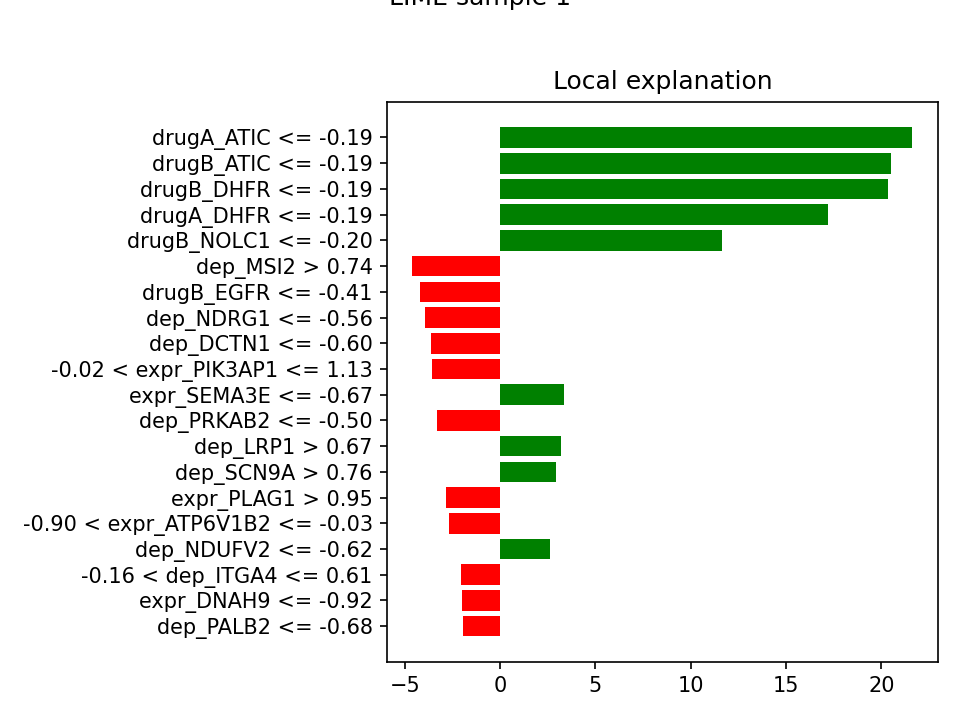 LIME sample 1
Local explanation
drugA_ATIC <= -0.19
drugB_ATIC <= -0.19
drugB_DHFR <= -0.19
drugA_DHFR <= -0.19
drugB_NOLC1 <= -0.20
dep_MSI2 > 0.74
drugB_EGFR <= -0.41
dep_NDRG1 <= -0.56
dep_DCTN1 <= -0.60
-0.02 < expr_PIK3AP1 <= 1.13
expr_SEMA3E <= -0.67
dep_PRKAB2 <= -0.50
dep_LRP1 > 0.67
dep_SCN9A > 0.76
expr_PLAG1 > 0.95
-0.90 < expr_ATP6V1B2 <= -0.03
dep_NDUFV2 <= -0.62
-0.16 < dep_ITGA4 <= 0.61
expr_DNAH9 <= -0.92
dep_PALB2 <= -0.68
−5 0 5 10 15 20